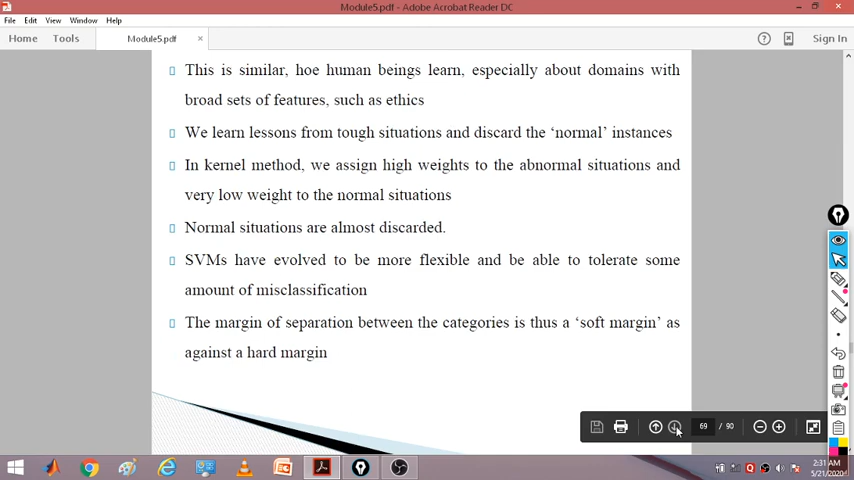 Module5.pdf - Adobe Acrobat Reader DC
File Edit View Window Help
Home Tools Module5.pdf × Sign In
This is similar, hoe human beings learn, especially about domains with
broad sets of features, such as ethics
We learn lessons from tough situations and discard the ‘normal’ instances
In kernel method, we assign high weights to the abnormal situations and
very low weight to the normal situations
Normal situations are almost discarded.
SVMs have evolved to be more flexible and be able to tolerate some
amount of misclassification
The margin of separation between the categories is thus a ‘soft margin’ as
against a hard margin
69 / 90
2:31 AM
5/21/2020